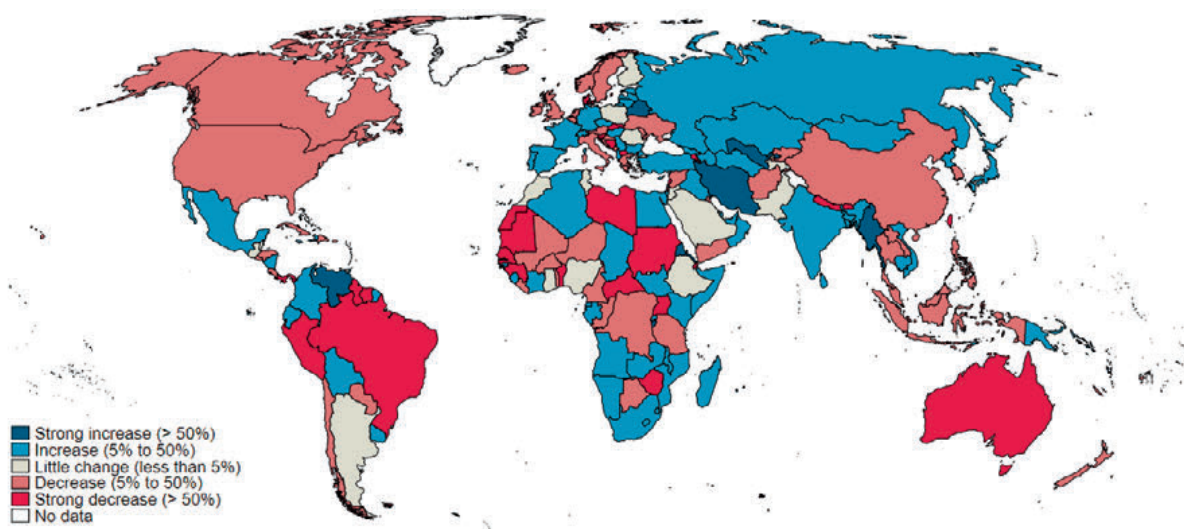 Strong increase (> 50%)
Increase (5% to 50%)
Little change (less than 5%)
Decrease (5% to 50%)
Strong decrease (> 50%)
No data